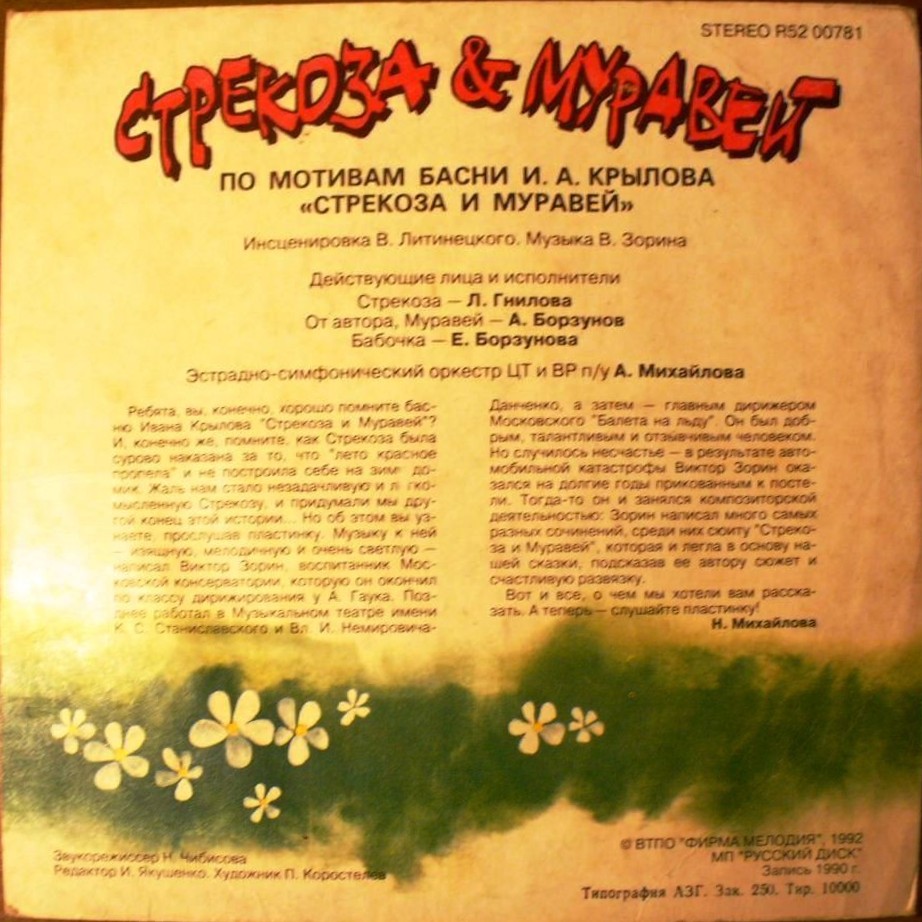 STEREO R52 00781
СТРЕКОЗА & МУРАВЕЙ
ПО МОТИВАМ БАСНИ И. А. КРЫЛОВА
«СТРЕКОЗА И МУРАВЕЙ»
Инсценировка В. Литинецкого. Музыка В. Зорина
Действующие лица и исполнители
Стрекоза — Л. Гнилова
От автора, Муравей — А. Борзунов
Бабочка — Е. Борзунова
Эстрадно-симфонический оркестр ЦТ и ВР п/у А. Михайлова
Ребята, вы, конечно, хорошо помните бас-
ню Ивана Крылова "Стрекоза и Муравей"?
И, конечно же, помните, как Стрекоза была
сурово наказана за то, что "лето красное
пропела" и не построила себе на зиму до-
мик. Жаль нам стало незадачливую и легко-
мысленную Стрекозу, и придумали мы дру-
гой конец этой истории... Но об этом вы уз-
наете, прослушав пластинку. Музыку к ней
— изящную, мелодичную и очень светлую —
написал Виктор Зорин, воспитанник Мос-
ковской консерватории, которую он окончил
по классу дирижирования у А. Гаука. Позд-
нее работал в Музыкальном театре имени
К. С. Станиславского и Вл. И. Немировича-
Данченко, а затем — главным дирижером
Московского "Балета на льду". Он был доб-
рым, талантливым и отзывчивым человеком.
Но случилось несчастье — в результате авто-
мобильной катастрофы Виктор Зорин ока-
зался на долгие годы прикованным к посте-
ли. Тогда-то он и занялся композиторской
деятельностью: Зорин написал много самых
разных сочинений, среди них сюиту "Стреко-
за и Муравей", которая и легла в основу на-
шей сказки, подсказав ее автору сюжет и
счастливую развязку.
Вот и все, о чем мы хотели вам расска-
зать. А теперь — слушайте пластинку!
Н. Михайлова
Звукорежиссер Н. Чибисова
Редактор И. Якушенко. Художник П. Коростелев
© ВТПО "ФИРМА МЕЛОДИЯ", 1992
МП "РУССКИЙ ДИСК"
Запись 1990 г.
Типография АЗГ. Зак. 250. Тир. 10000